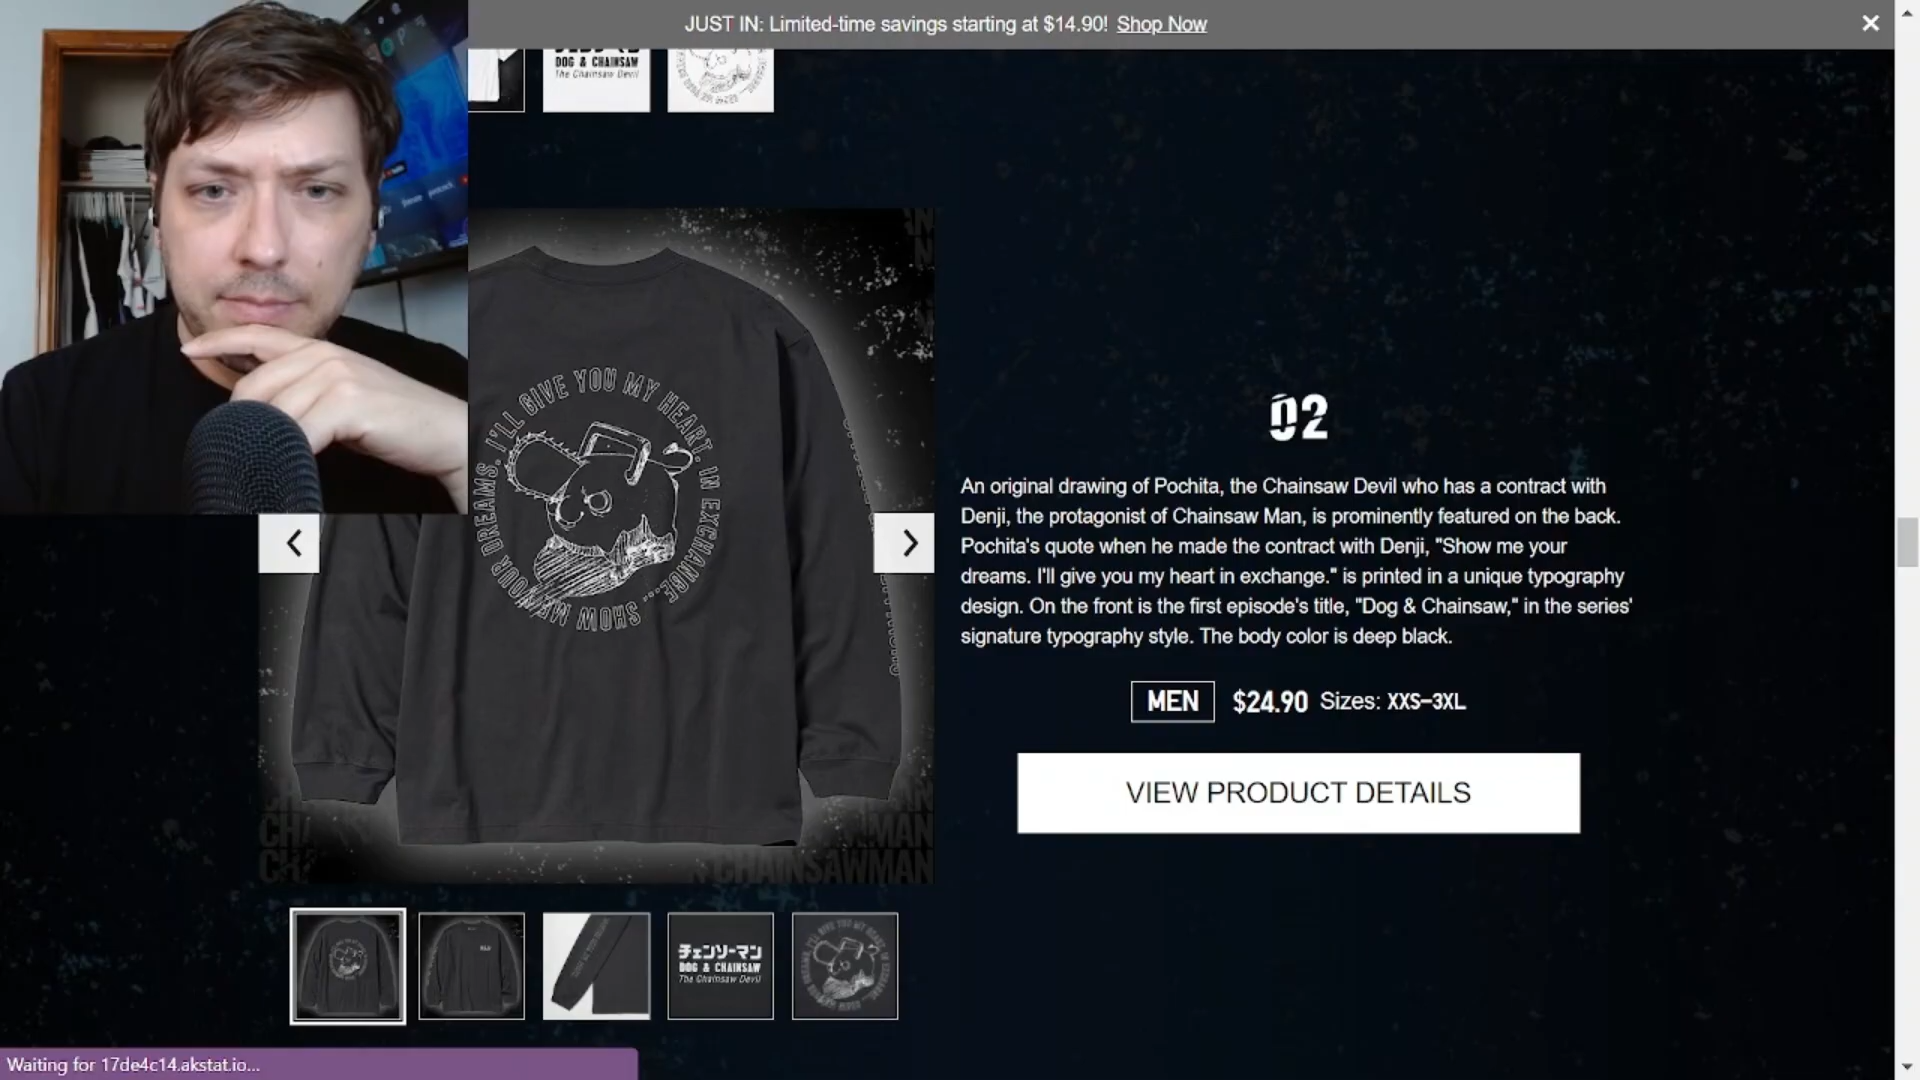 JUST IN: Limited-time savings starting at $14.90! Shop Now
DOG & CHAINSAW
The Chainsaw Devil
SHOW ME YOUR DREAMS. I'LL GIVE YOU MY HEART. IN EXCHANGE...
02
An original drawing of Pochita, the Chainsaw Devil who has a contract with
Denji, the protagonist of Chainsaw Man, is prominently featured on the back.
Pochita's quote when he made the contract with Denji, "Show me your
dreams. I'll give you my heart in exchange." is printed in a unique typography
design. On the front is the first episode's title, "Dog & Chainsaw," in the series'
signature typography style. The body color is deep black.
MEN $24.90 Sizes: XXS–3XL
VIEW PRODUCT DETAILS
CHAINSAWMAN
チェンソーマン
DOG & CHAINSAW
The Chainsaw Devil
Waiting for 17de4c14.akstat.io...